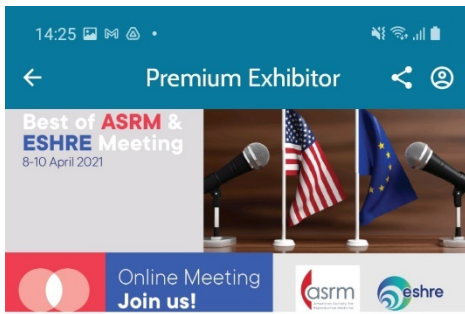 14:25
Premium Exhibitor
Best of ASRM &
ESHRE Meeting
8-10 April 2021
Online Meeting
Join us!
asrm
eshre